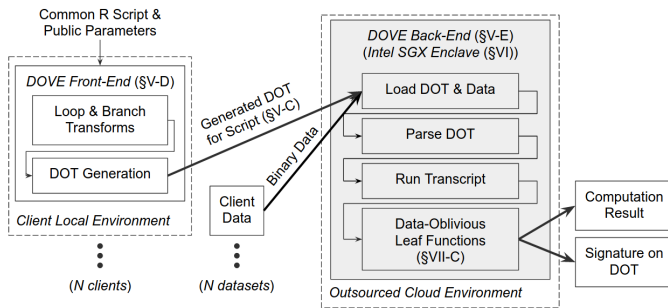 Common R Script &
Public Parameters
DOVE Front-End (§V-D)
Loop & Branch
Transforms
DOT Generation
Client Local Environment
(N clients)
Generated DOT
for Script (§V-C)
Binary Data
Client
Data
(N datasets)
DOVE Back-End (§V-E)
(Intel SGX Enclave (§VI))
Load DOT & Data
Parse DOT
Run Transcript
Data-Oblivious
Leaf Functions
(§VII-C)
Outsourced Cloud Environment
Computation
Result
Signature on
DOT